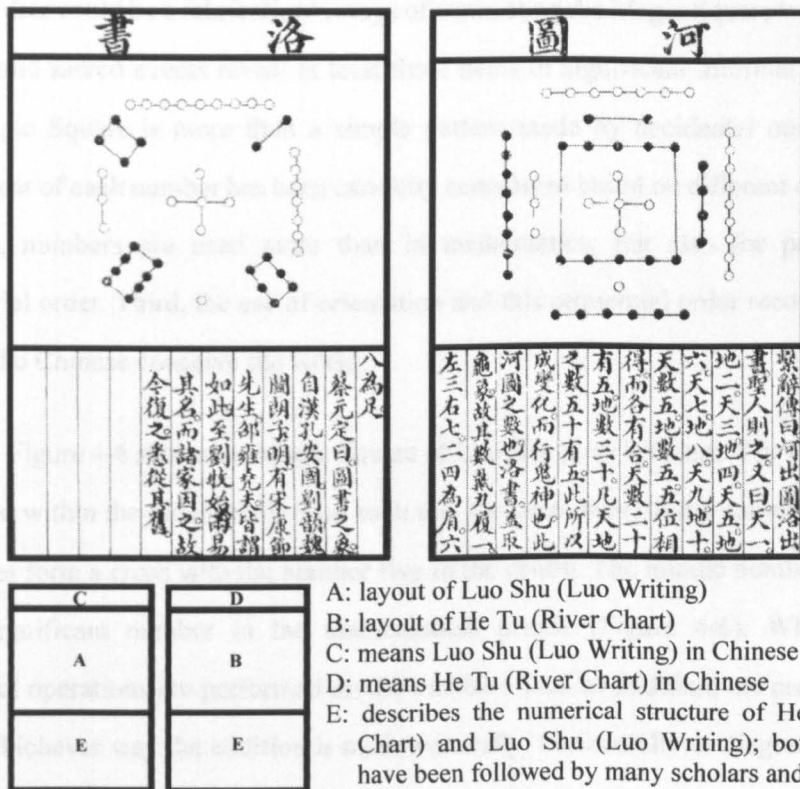 河圖
繫辭傳曰河出圖洛出
書聖人則之又曰天一
地二天三地四天五地
六天七地八天九地十
天數五地數五五位相
得而各有合天數二十
有五地數三十凡天地
之數五十有五此所以
成變化而行鬼神也此
河圖之數也洛書蓋取
龜象故其數戴九履一
左三右七二四為肩六
洛書
八為足
蔡元定曰圖書之象
自漢孔安國劉歆魏
關朗子明有宋康節
先生邵雍堯夫皆謂
如此至劉牧始兩易
其名而諸家因之故
今復之悉從其舊
C
A
E
D
B
E
A: layout of Luo Shu (Luo Writing)
B: layout of He Tu (River Chart)
C: means Luo Shu (Luo Writing) in Chinese
D: means He Tu (River Chart) in Chinese
E: describes the numerical structure of He
Chart and Luo Shu (Luo Writing)
have been followed by many scholars and